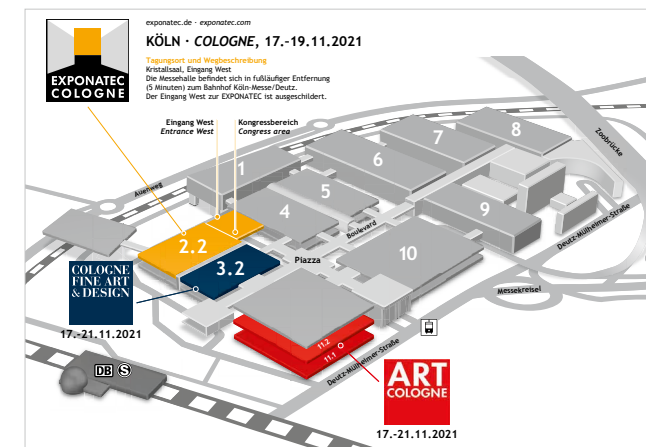 exponatec.de - exponatec.com
KÖLN · COLOGNE, 17.-19.11.2021
Tagungsort und Wegbeschreibung
Kristallsaal, Eingang West
Die Messehalle befindet sich in fußläufiger Entfernung
(5 Minuten) zum Bahnhof Köln-Messe/Deutz.
Der Eingang West zur EXPONATEC ist ausgeschildert.
EXPONATEC
COLOGNE
Eingang West
Entrance West
Kongressbereich
Congress area
Auenweg
Zoobrücke
1
6
7
8
5
4
9
Boulevard
Deutz-Mülheimer-Straße
2.2
3.2
Piazza
10
Messekreisel
COLOGNE
FINE ART
& DESIGN
17.-21.11.2021
11.2
11.1
Deutz-Mülheimer-Straße
DB S
ART
COLOGNE
17.-21.11.2021